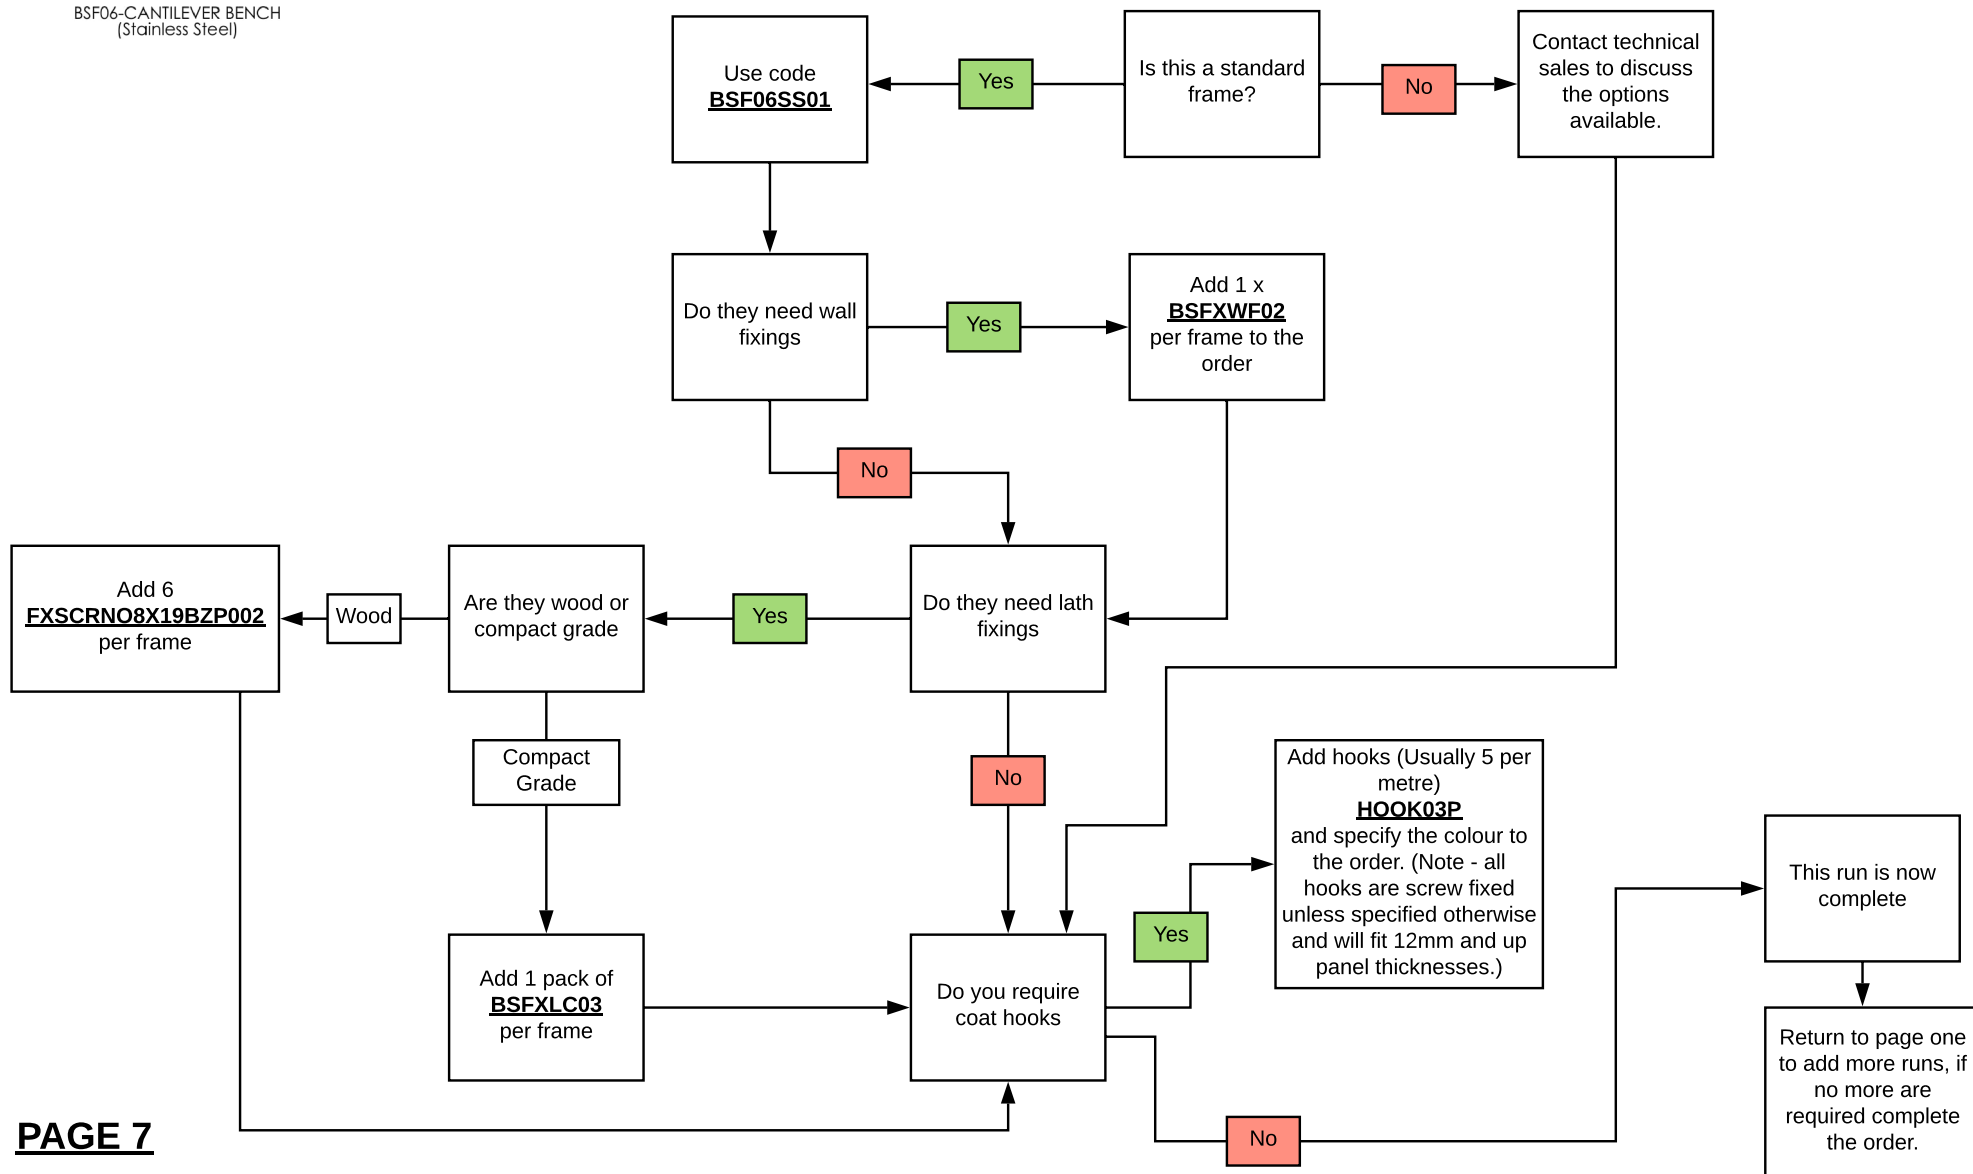 BSF06-CANTILEVER BENCH
(Stainless Steel)
Use code
BSF06SS01
Yes
Is this a standard
frame?
No
Contact technical
sales to discuss
the options
available.
Do they need wall
fixings
Yes
Add 1 x
BSFXWF02
per frame to the
order
No
Add 6
FXSCRNO8X19BZP002
per frame
Wood
Are they wood or
compact grade
Yes
Do they need lath
fixings
Compact
Grade
No
Add hooks (Usually 5 per
metre)
HOOK03P
and specify the colour to
the order. (Note - all
hooks are screw fixed
unless specified otherwise
and will fit 12mm and up
panel thicknesses.)
This run is now
complete
Yes
Add 1 pack of
BSFXLC03
per frame
Do you require
coat hooks
Return to page one
to add more runs, if
no more are
required complete
the order.
No
PAGE 7